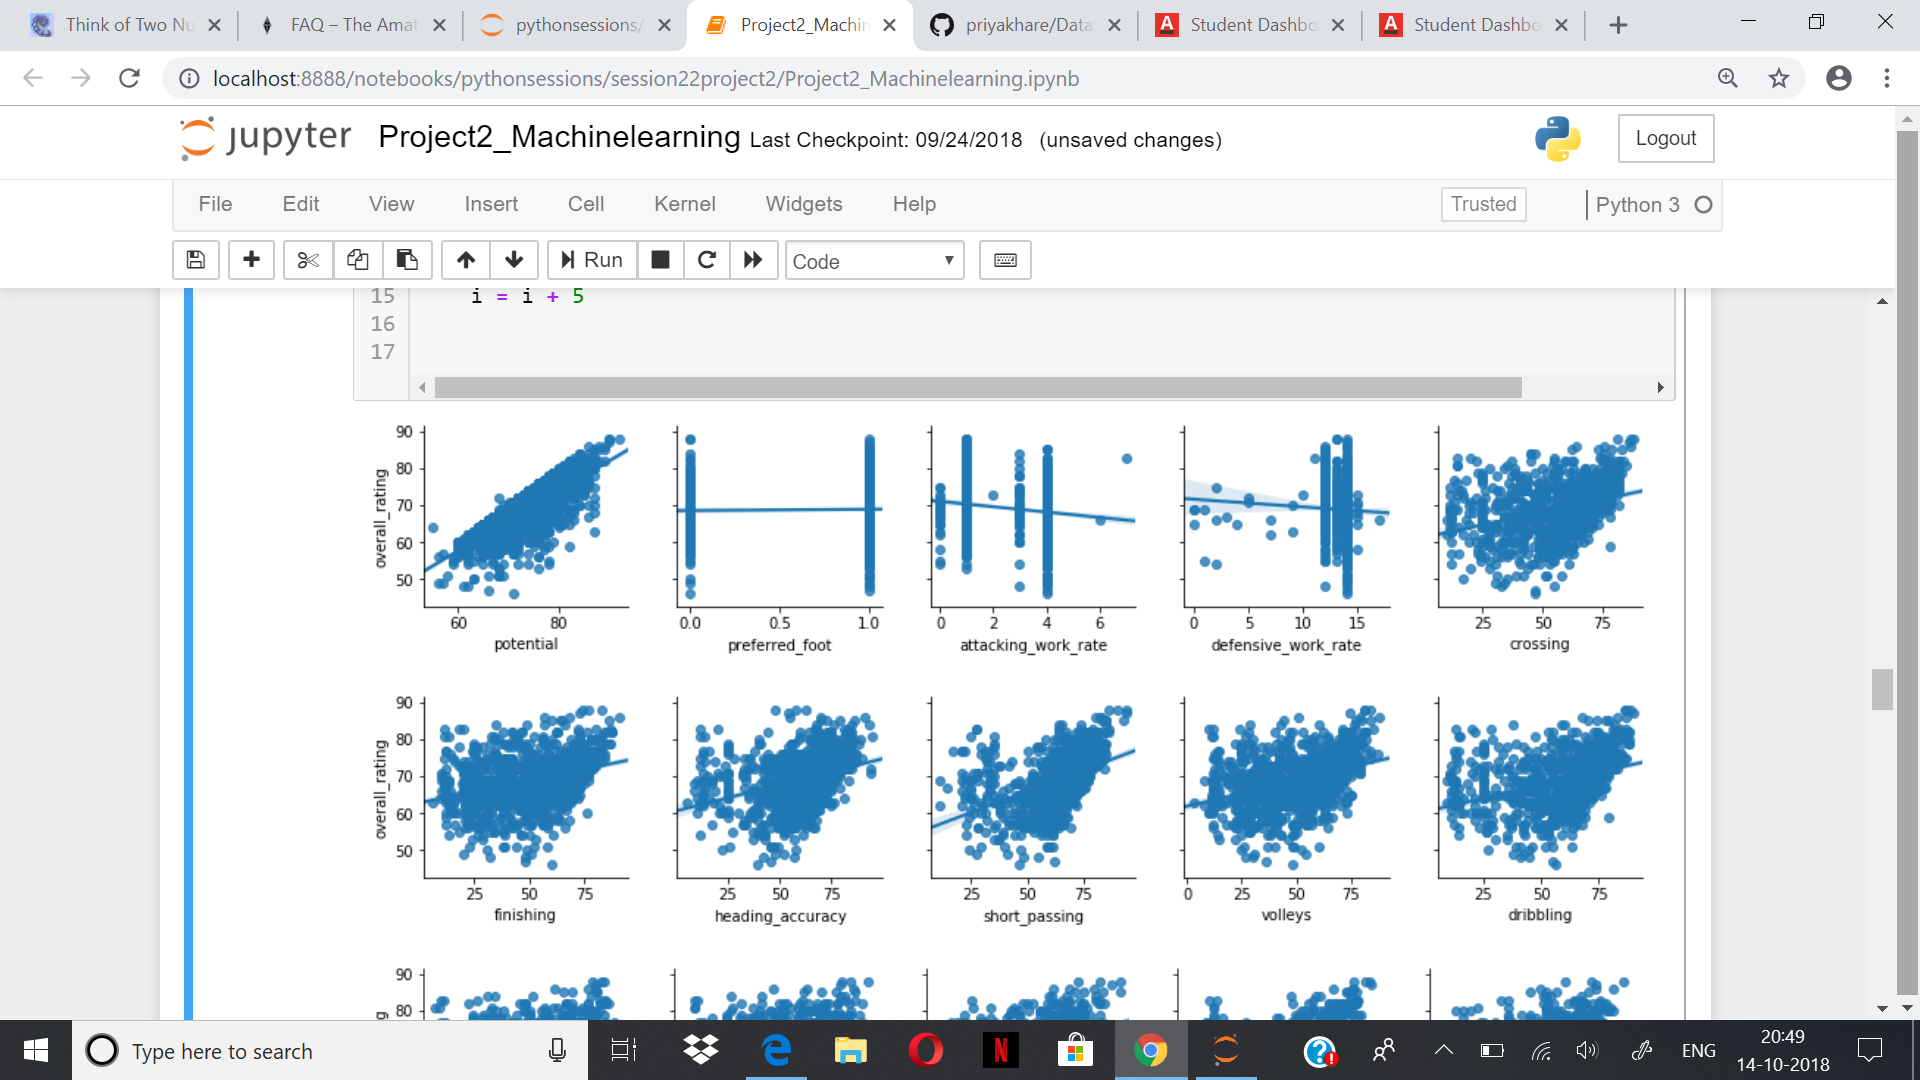 Think of Two Nu
FAQ – The Amat
pythonsessions/
Project2_Machin
priyakhare/Data
Student Dashbo
Student Dashbo
localhost:8888/notebooks/pythonsessions/session22project2/Project2_Machinelearning.ipynb
jupyter Project2_Machinelearning Last Checkpoint: 09/24/2018 (unsaved changes)
Logout
File Edit View Insert Cell Kernel Widgets Help
Trusted
Python 3
Run
Code
15 i = i + 5
16
17
90 80 70 60 50
overall_rating
60 80
potential
0.0 0.5 1.0
preferred_foot
0 2 4 6
attacking_work_rate
0 5 10 15
defensive_work_rate
25 50 75
crossing
90 80 70 60 50
overall_rating
25 50 75
finishing
25 50 75
heading_accuracy
25 50 75
short_passing
0 25 50 75
volleys
25 50 75
dribbling
90 80
g
Type here to search
N
ENG
20:49
14-10-2018